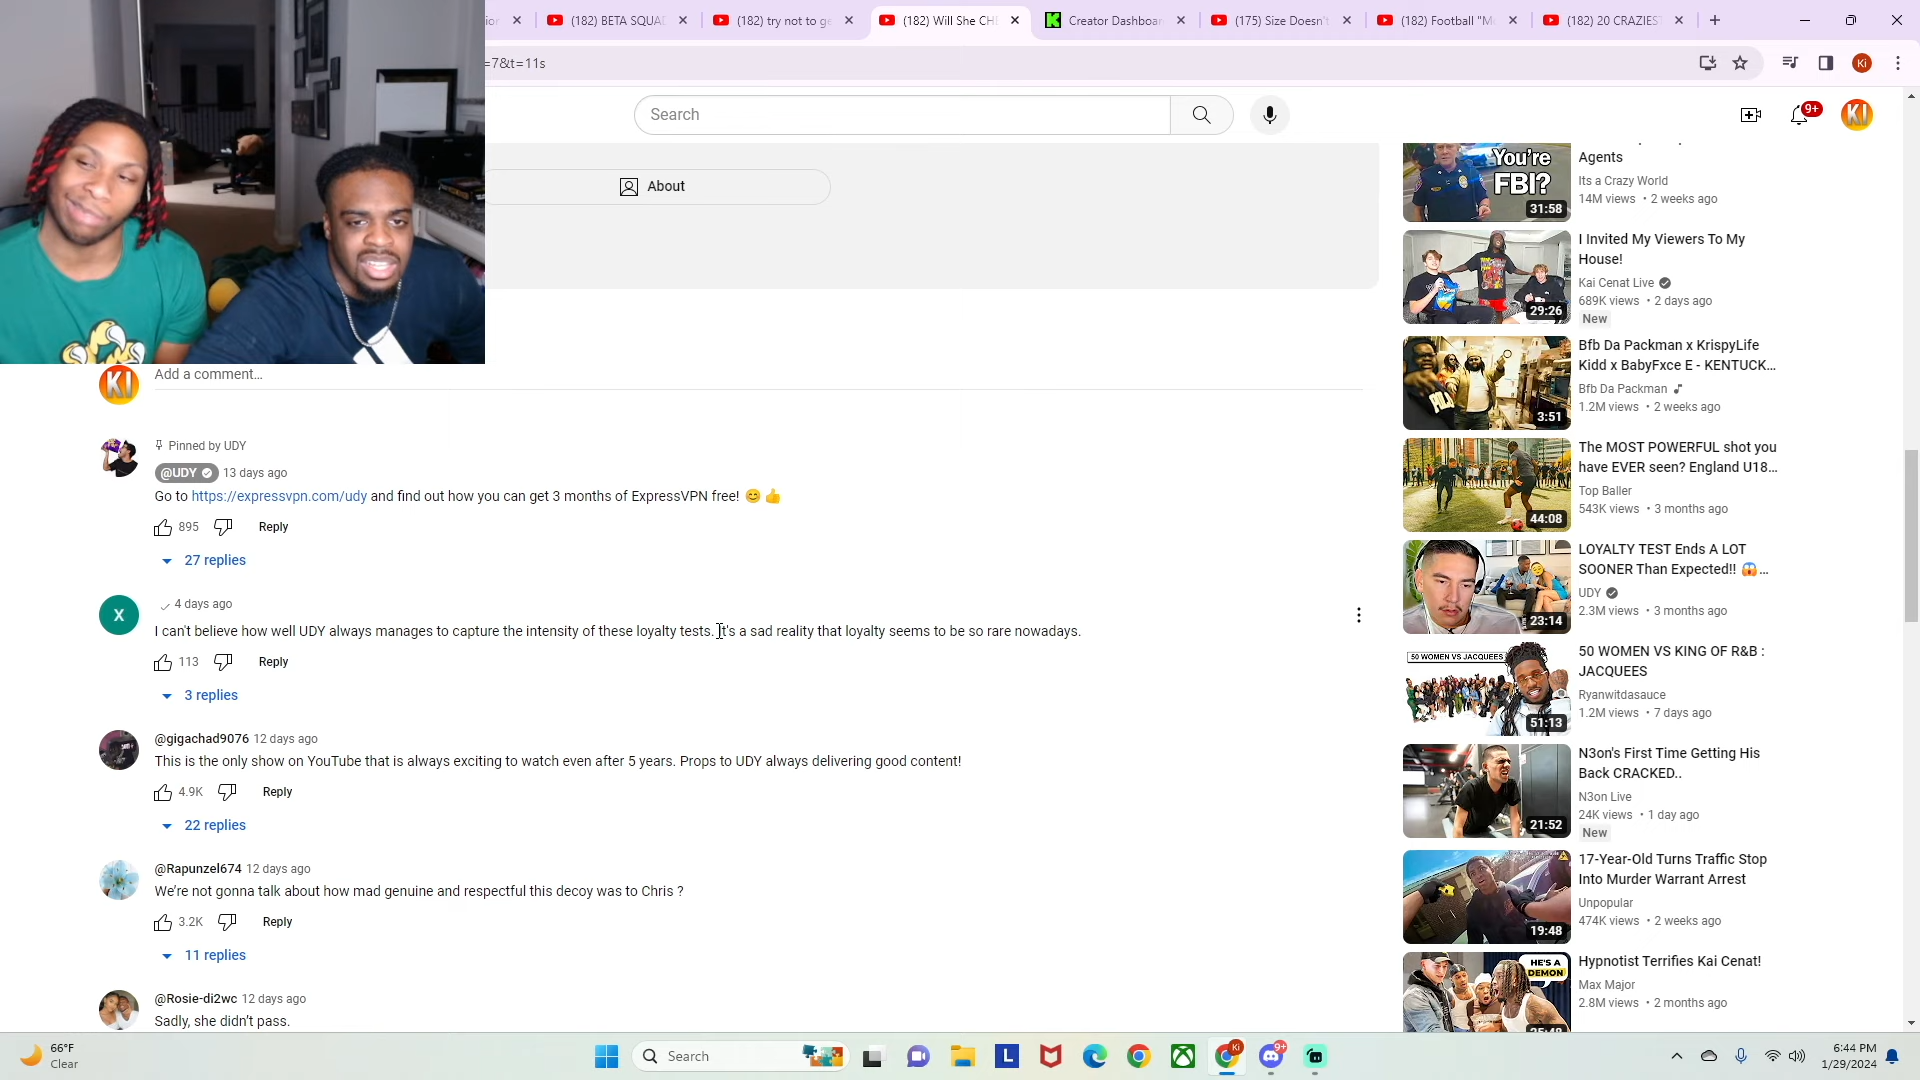 (182) BETA SQUA
(182) try not to ge
(182) Will She CH
Creator Dashboar
(175) Size Doesn't
(182) Football "M
(182) 20 CRAZIEST
=7&t=11s
Ki
Search
9+
KI
About
KI
Add a comment...
Pinned by UDY
@UDY
13 days ago
Go to https://expressvpn.com/udy and find out how you can get 3 months of ExpressVPN free! 😊 👍
895
Reply
27 replies
X
4 days ago
I can't believe how well UDY always manages to capture the intensity of these loyalty tests. It's a sad reality that loyalty seems to be so rare nowadays.
113
Reply
3 replies
@gigachad9076 12 days ago
This is the only show on YouTube that is always exciting to watch even after 5 years. Props to UDY always delivering good content!
4.9K
Reply
22 replies
@Rapunzel674 12 days ago
We're not gonna talk about how mad genuine and respectful this decoy was to Chris ?
3.2K
Reply
11 replies
@Rosie-di2wc 12 days ago
Sadly, she didn't pass.
You're
FBI?
31:58
Agents
Its a Crazy World
14M views • 2 weeks ago
29:26
I Invited My Viewers To My
House!
Kai Cenat Live
689K views • 2 days ago
New
3:51
Bfb Da Packman x KrispyLife
Kidd x BabyFxce E - KENTUCK...
Bfb Da Packman
1.2M views • 2 weeks ago
44:08
The MOST POWERFUL shot you
have EVER seen? England U18...
Top Baller
543K views • 3 months ago
23:14
LOYALTY TEST Ends A LOT
SOONER Than Expected!! 😱...
UDY
2.3M views • 3 months ago
50 WOMEN VS JACQUEES
51:13
50 WOMEN VS KING OF R&B :
JACQUEES
Ryanwitdasauce
1.2M views • 7 days ago
21:52
N3on's First Time Getting His
Back CRACKED..
N3on Live
24K views • 1 day ago
New
19:48
17-Year-Old Turns Traffic Stop
Into Murder Warrant Arrest
Unpopular
474K views • 2 weeks ago
HE'S A
DEMON
Hypnotist Terrifies Kai Cenat!
Max Major
2.8M views • 2 months ago
66°F
Clear
Search
L
Ki
9+
6:44 PM
1/29/2024